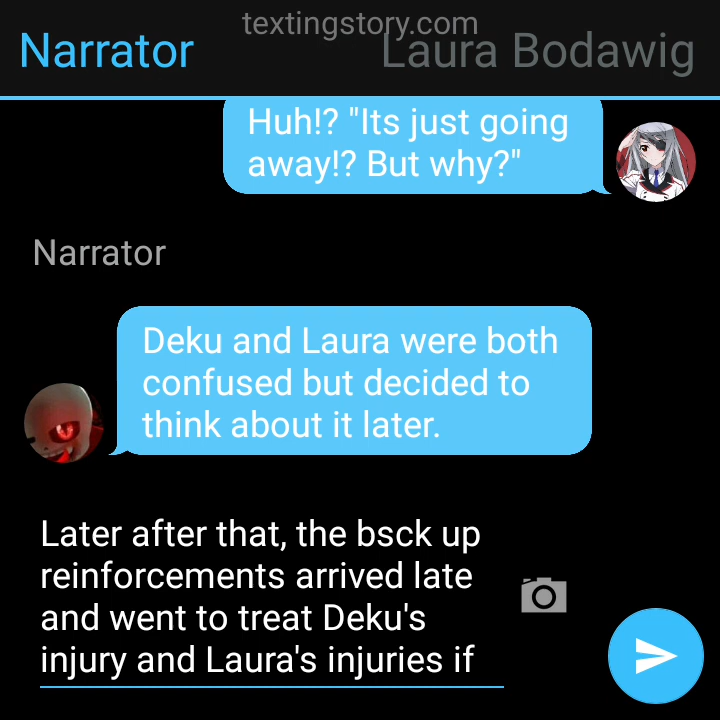 textingstory.com
Narrator
Laura Bodawig
Huh!? "Its just going
away!? But why?"
Narrator
Deku and Laura were both
confused but decided to
think about it later.
Later after that, the bsck up
reinforcements arrived late
and went to treat Deku's
injury and Laura's injuries if